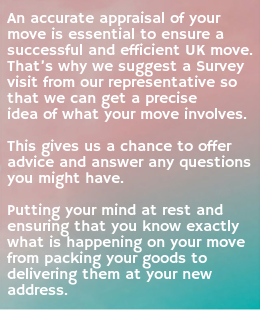 An accurate appraisal of your
move is essential to ensure a
successful and efficient UK move.
That's why we suggest a Survey
visit from our representative so
that we can get a precise
idea of what your move involves.

This gives us a chance to offer
advice and answer any questions
you might have.

Putting your mind at rest and
ensuring that you know exactly
what is happening on your move
from packing your goods to
delivering them at your new
address.